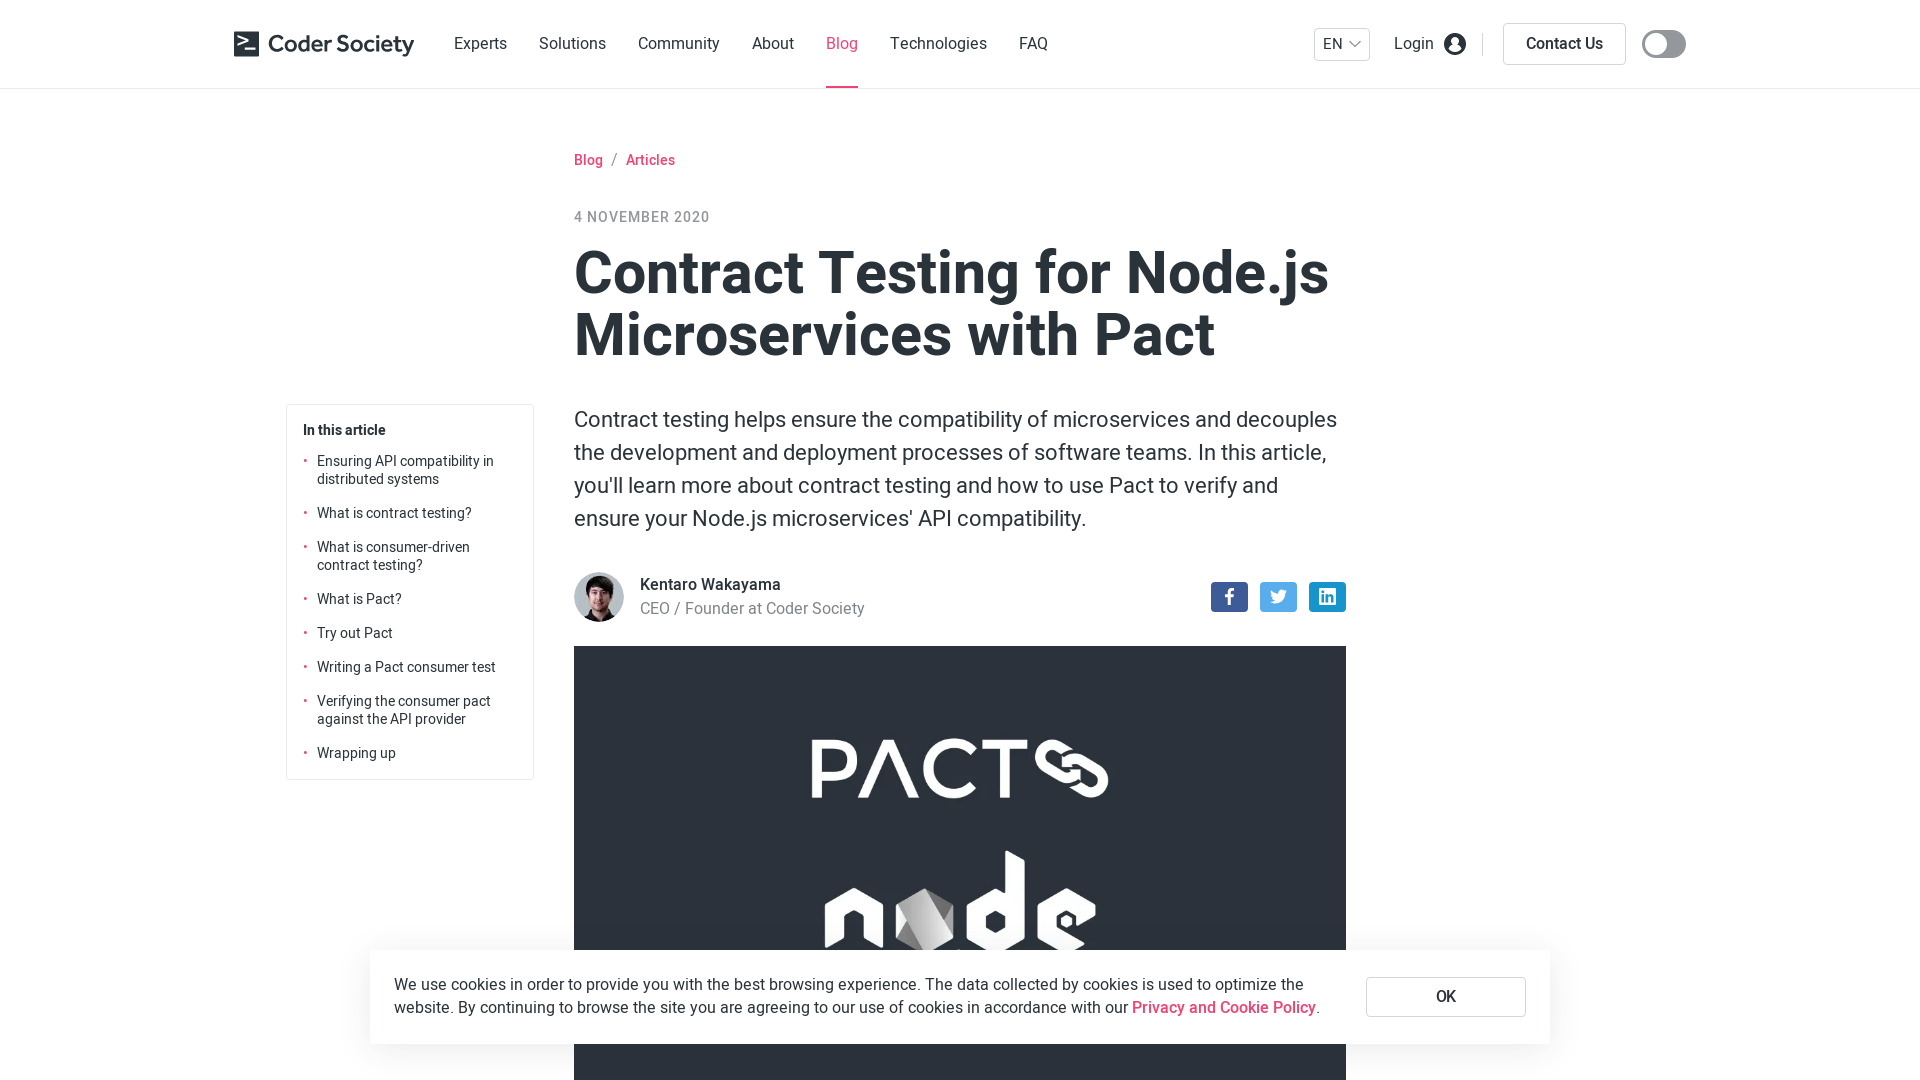 Coder Society
Experts
Solutions
Community
About
Blog
Technologies
FAQ
EN
Login
Contact Us
Blog / Articles
4 NOVEMBER 2020
Contract Testing for Node.js
Microservices with Pact
In this article
Ensuring API compatibility in
distributed systems
What is contract testing?
What is consumer-driven
contract testing?
What is Pact?
Try out Pact
Writing a Pact consumer test
Verifying the consumer pact
against the API provider
Wrapping up
Contract testing helps ensure the compatibility of microservices and decouples
the development and deployment processes of software teams. In this article,
you'll learn more about contract testing and how to use Pact to verify and
ensure your Node.js microservices' API compatibility.
Kentaro Wakayama
CEO / Founder at Coder Society
PACT
node
We use cookies in order to provide you with the best browsing experience. The data collected by cookies is used to optimize the
website. By continuing to browse the site you are agreeing to our use of cookies in accordance with our Privacy and Cookie Policy.
OK